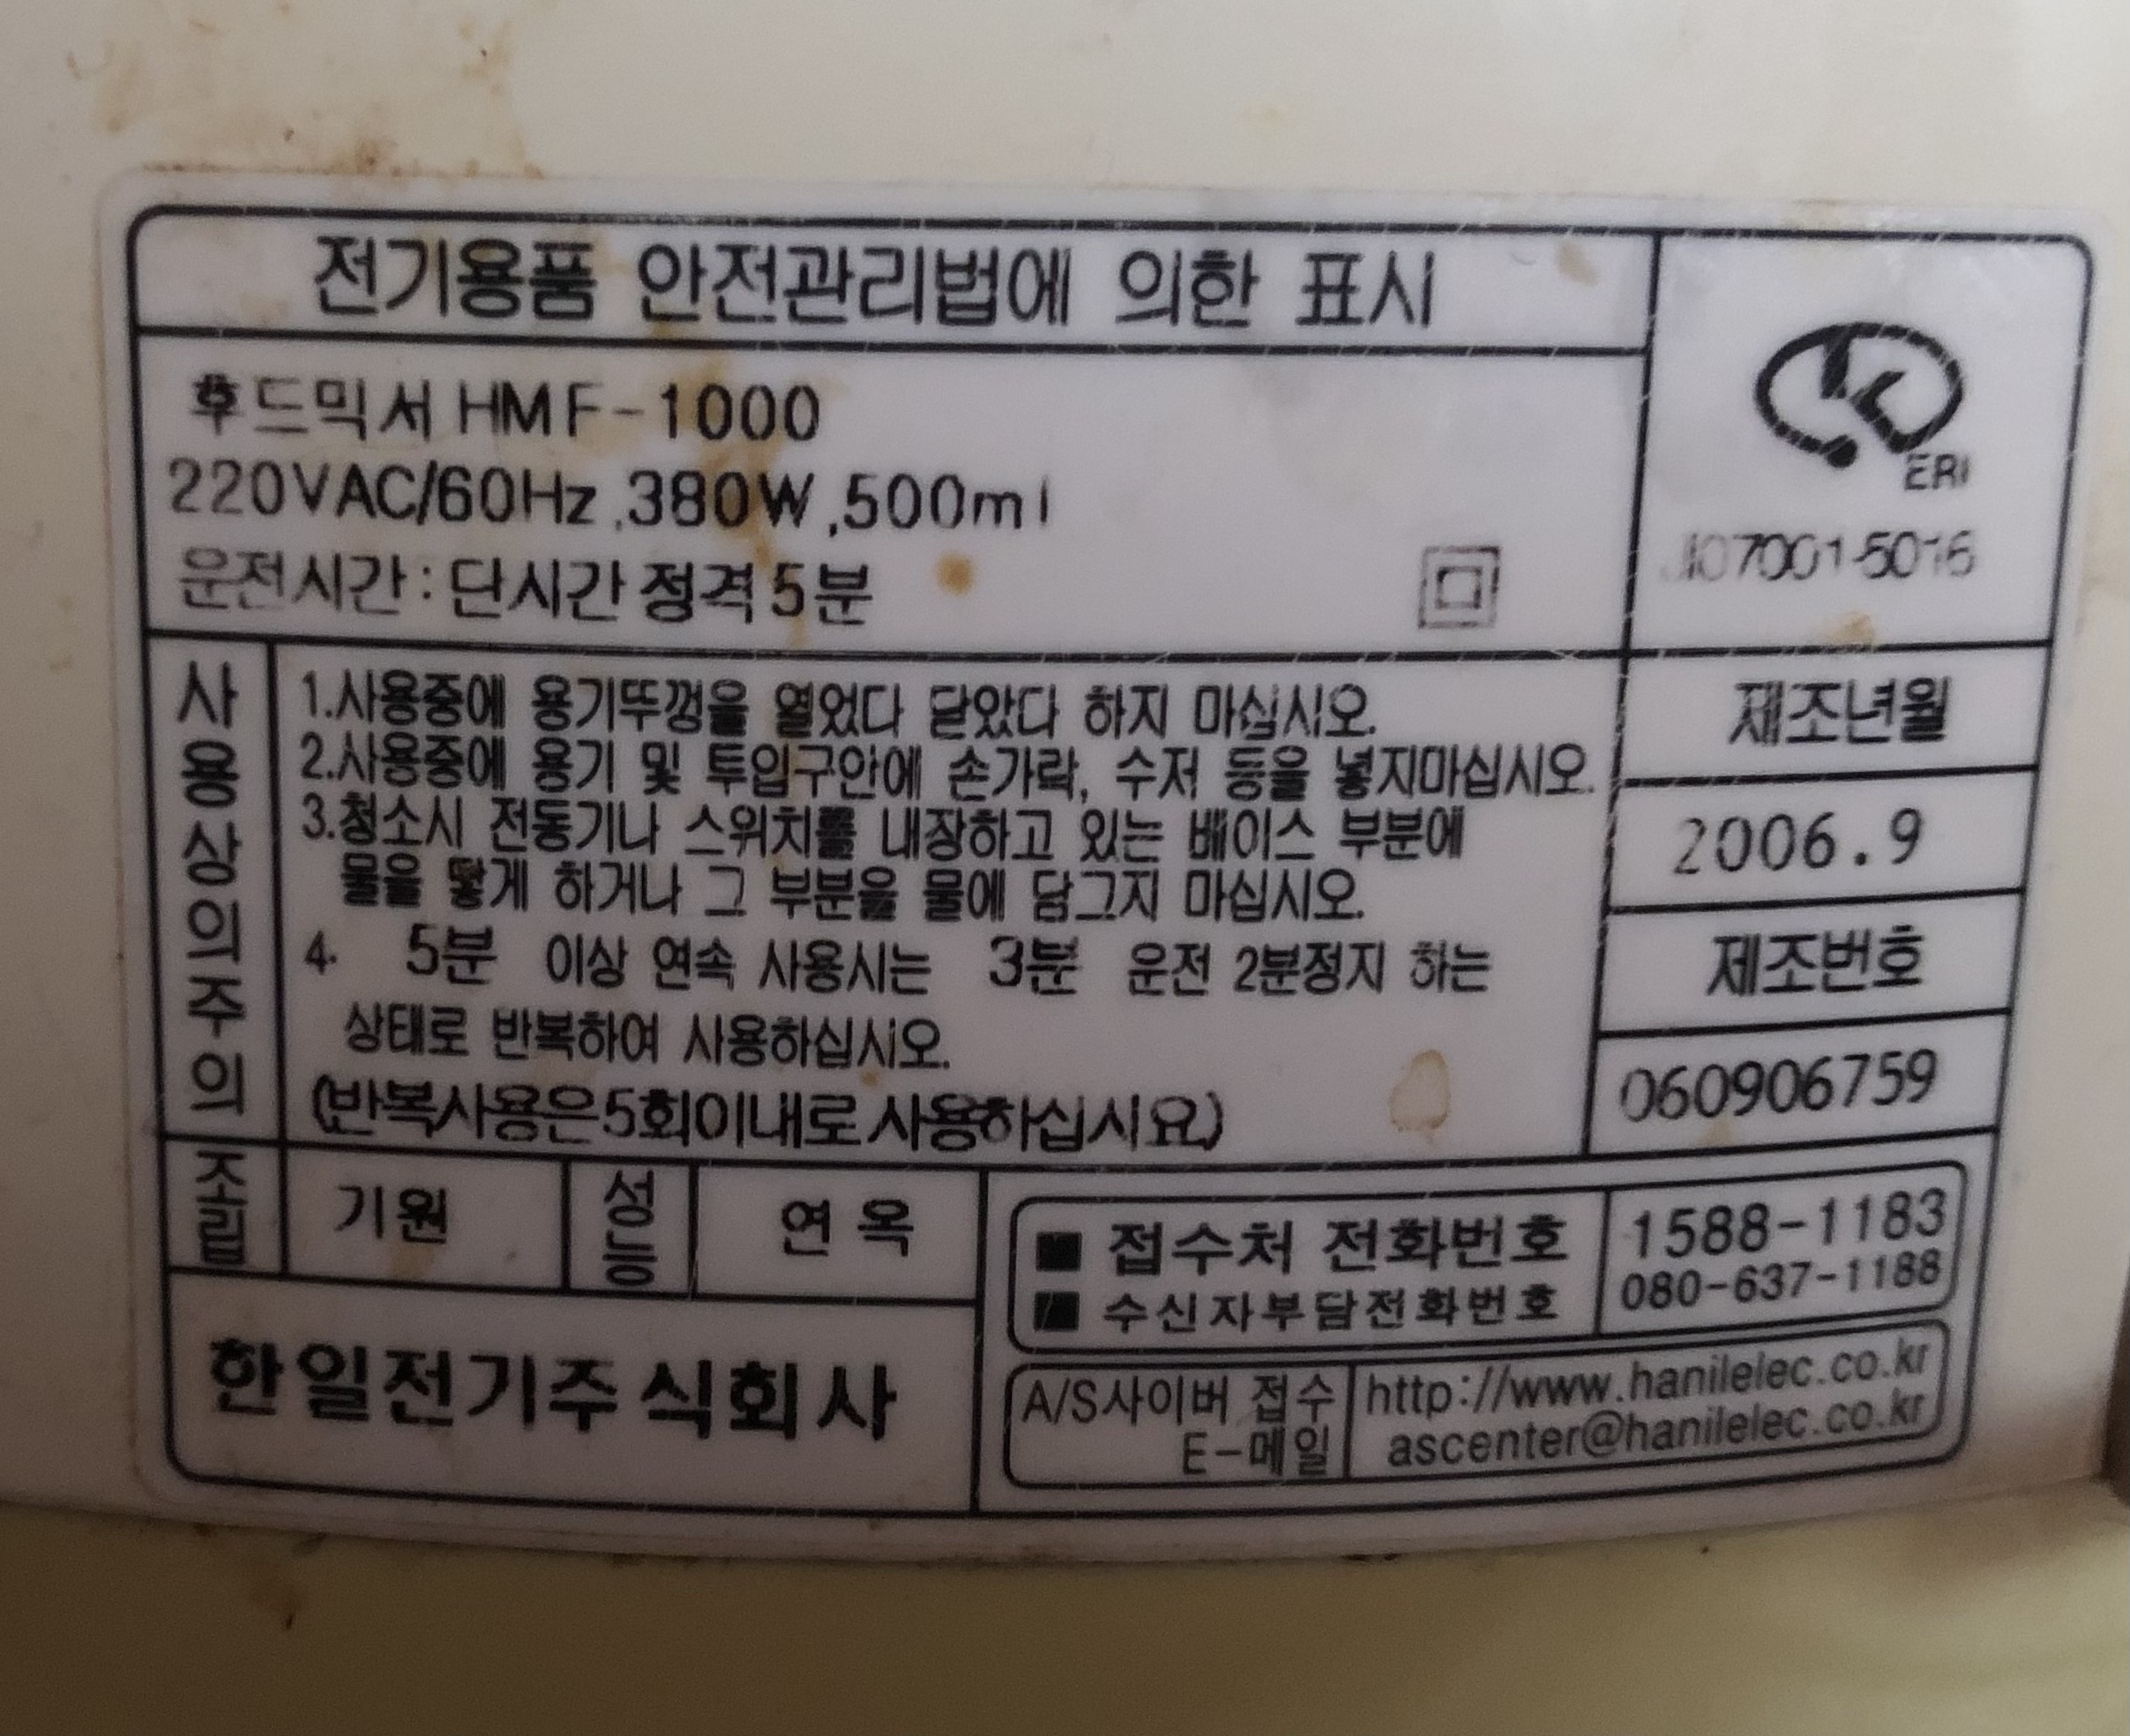 전기용품 안전관리법에 의한 표시
후드믹서 HMF-1000
220VAC/60Hz,380W,500ml
운전시간 : 단시간 정격 5분
ERI
사용상의주의
1.사용중에 용기뚜껑을 열었다 닫았다 하지 마십시오.
2.사용중에 용기 및 투입구안에 손가락, 수저 등을 넣지마십시오.
3.청소시 전동기나 스위치를 내장하고 있는 베이스 부분에
물을 닿게 하거나 그 부분을 물에 담그지 마십시오.
4. 5분 이상 연속 사용시는 3분 운전 2분정지 하는
상태로 반복하여 사용하십시오.
(반복사용은5회이내로사용하십시요)
제조년월
2006.9
제조번호
060906759
조립 기원 성능 연옥
한일전기주식회사
■ 접수처 전화번호 1588-1183
■ 수신자부담전화번호 080-637-1188
A/S사이버 접수 http://www.hanilelec.co.kr
E-메일 ascenter@hanilelec.co.kr